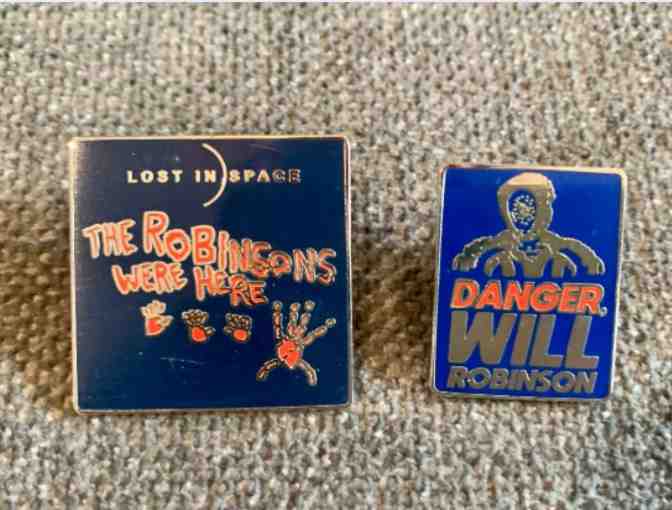 LOST IN SPACE
THE ROBINSONS
WERE HERE
DANGER,
WILL
ROBINSON